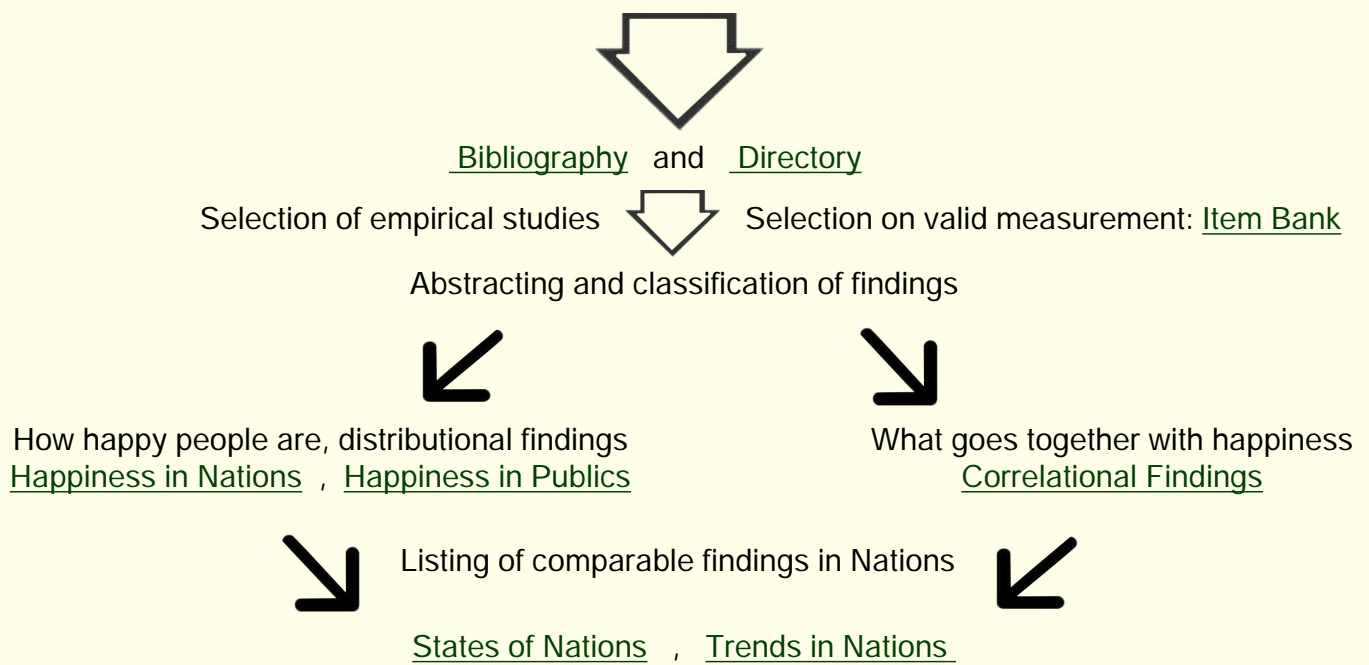 Bibliography and Directory
Selection of empirical studies Selection on valid measurement: Item Bank
Abstracting and classification of findings
How happy people are, distributional findings What goes together with happiness
Happiness in Nations , Happiness in Publics Correlational Findings
Listing of comparable findings in Nations
States of Nations , Trends in Nations